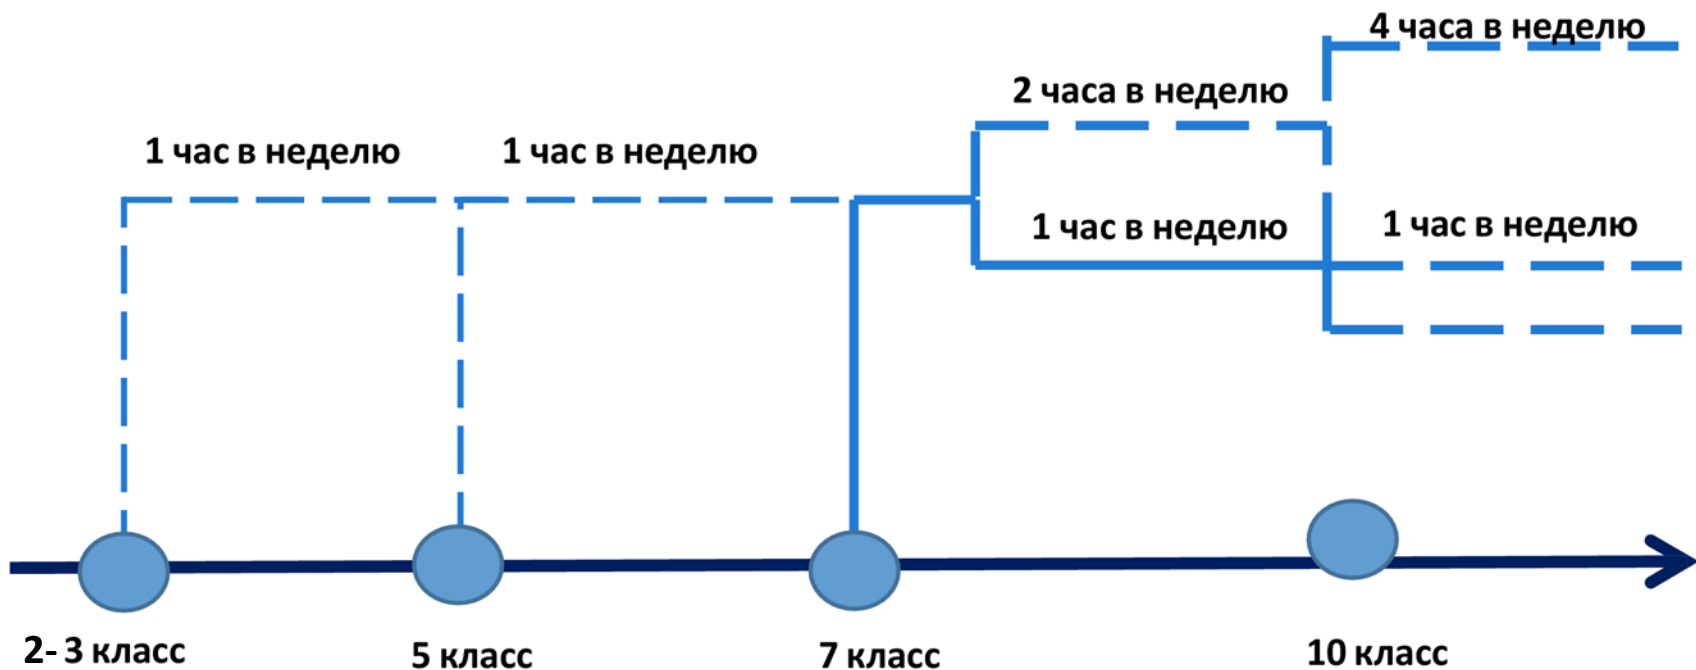 4 часа в неделю
2 часа в неделю
1 час в неделю
1 час в неделю
1 час в неделю
1 час в неделю
2- 3 класс
5 класс
7 класс
10 класс